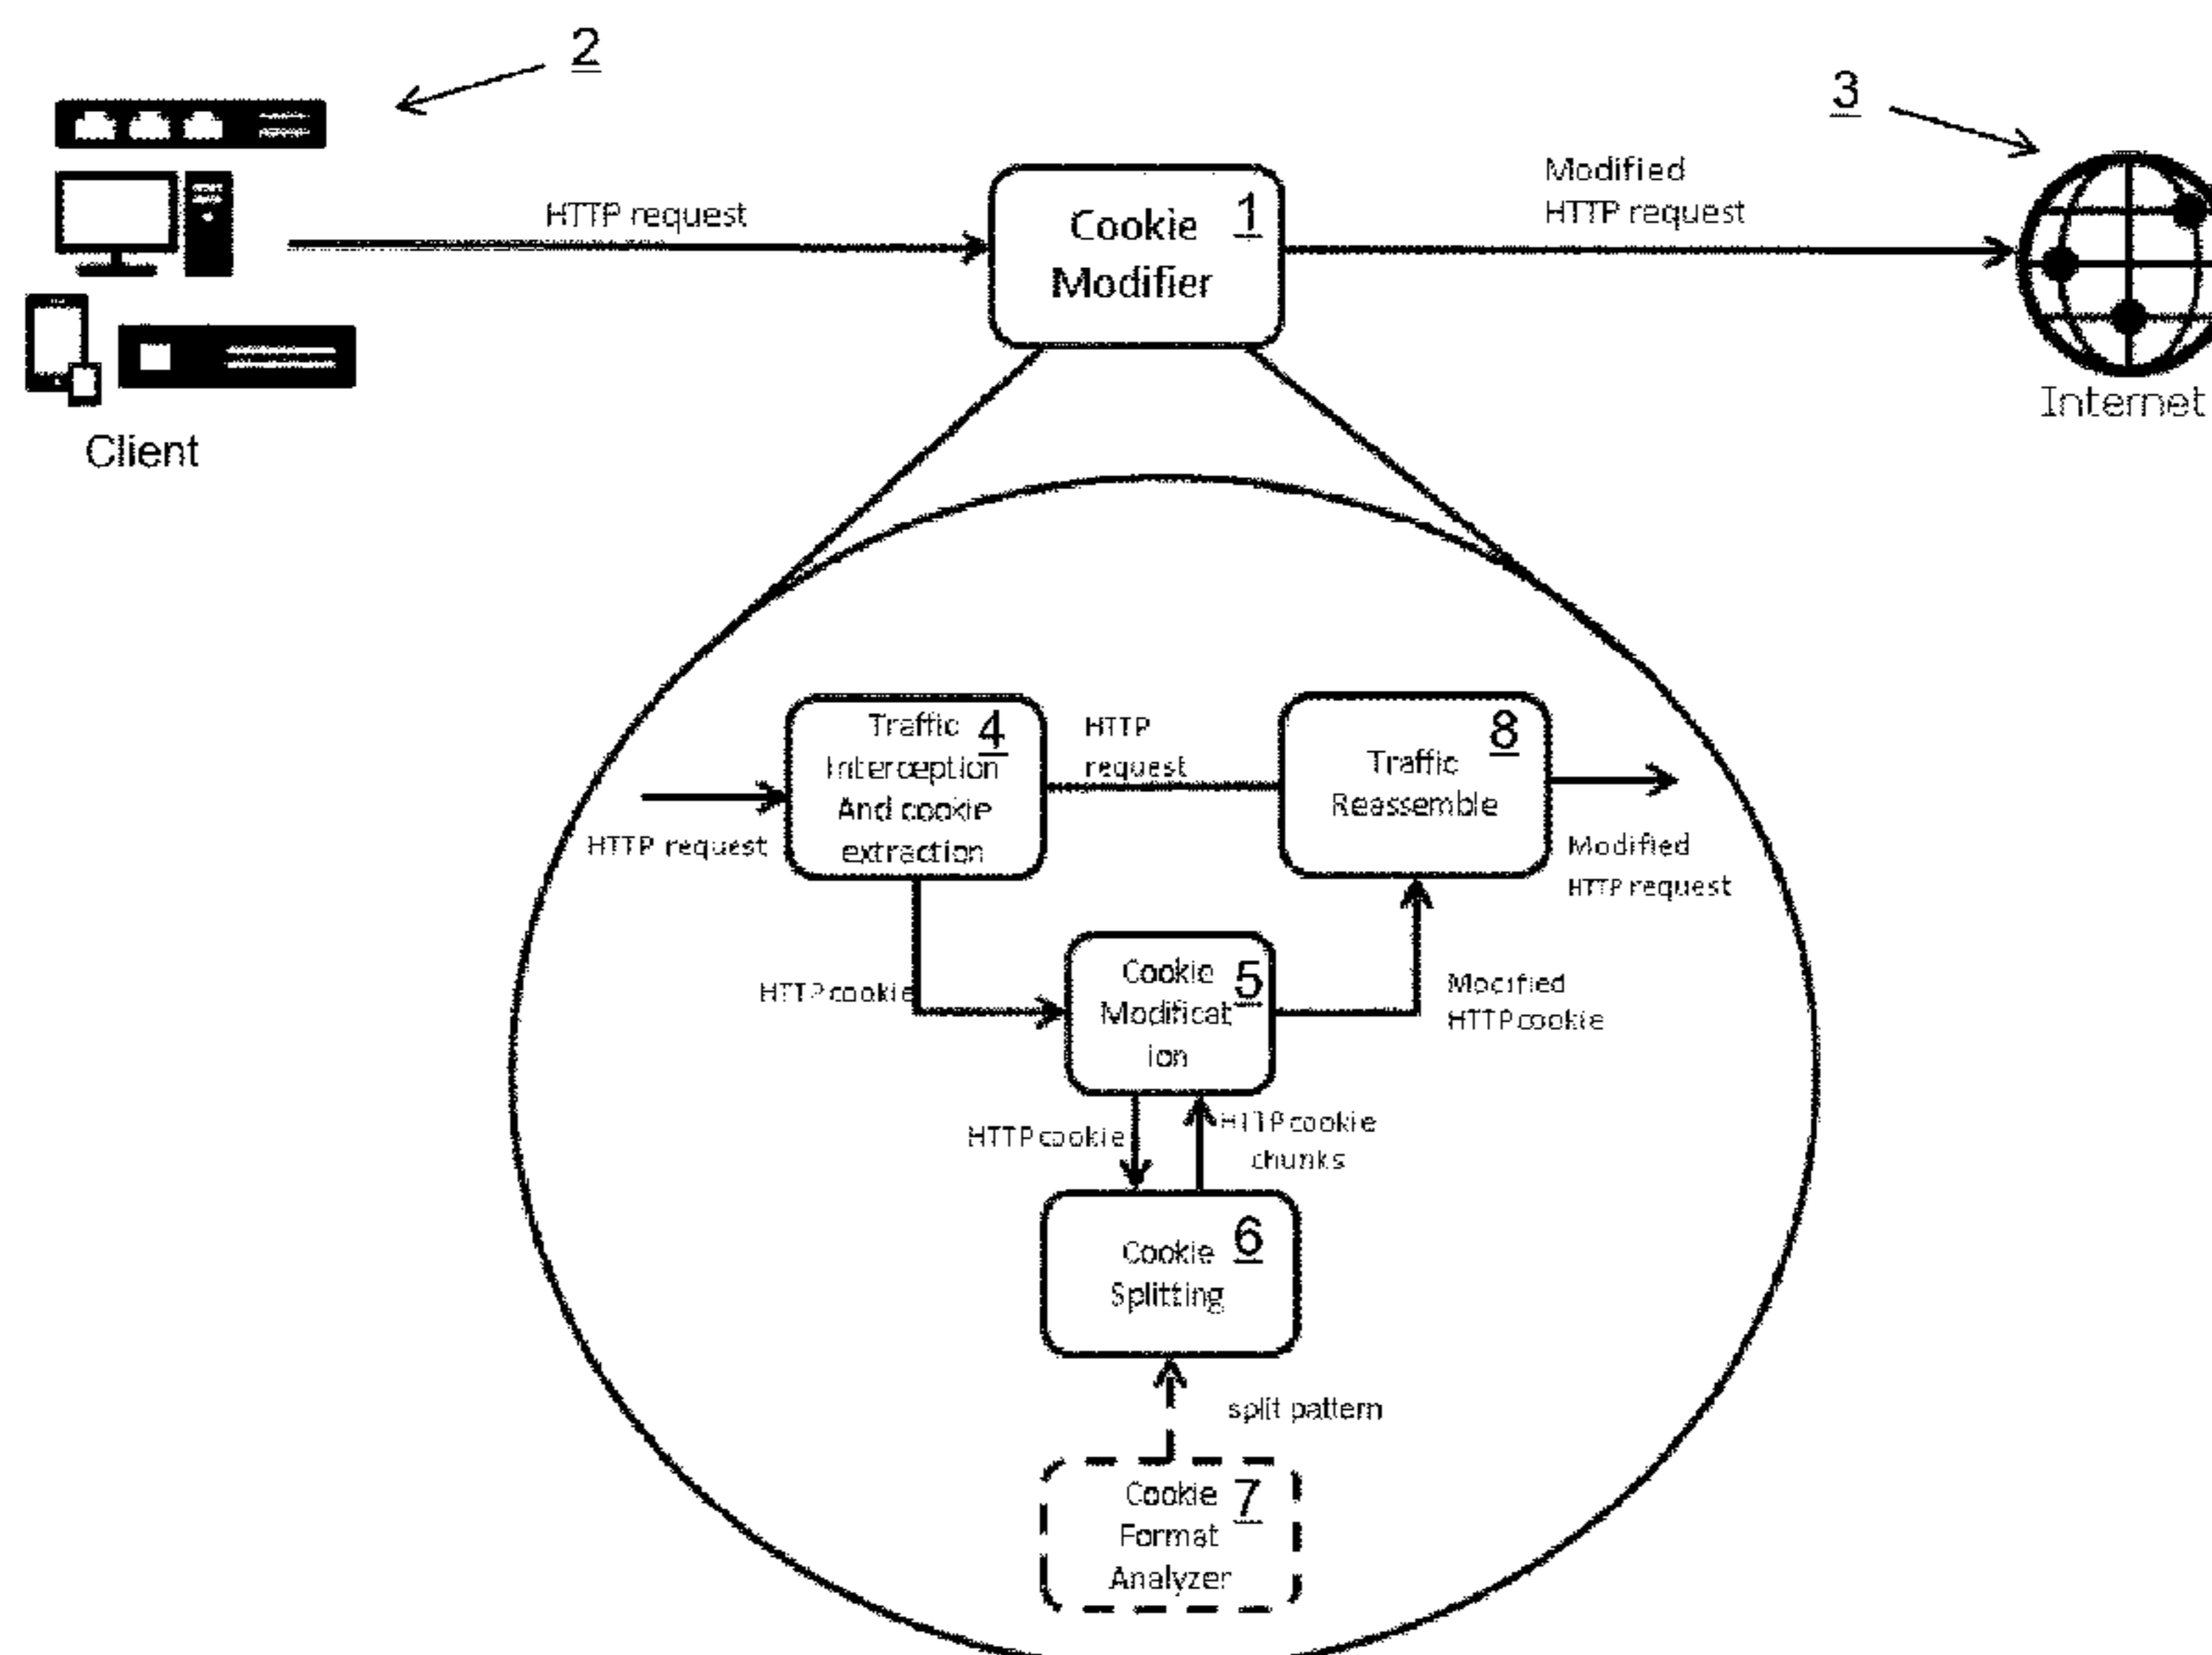 2
3
Modified
HTTP request
HTTP request
Cookie 1
Modifier
Internet
Client
Traffic 4
Interception
And cookie
extraction
HTTP
request
8
Traffic
Reassemble
HTTP request
Modified
HTTP request
HTTP cookie
Cookie 5
Modificat
ion
Mocified
HTTP cookie
HTTP cookie
HTTP cookie
chunks
Cookie 6
Splitting
split pattern
Cookie 7
Format
Analyzer